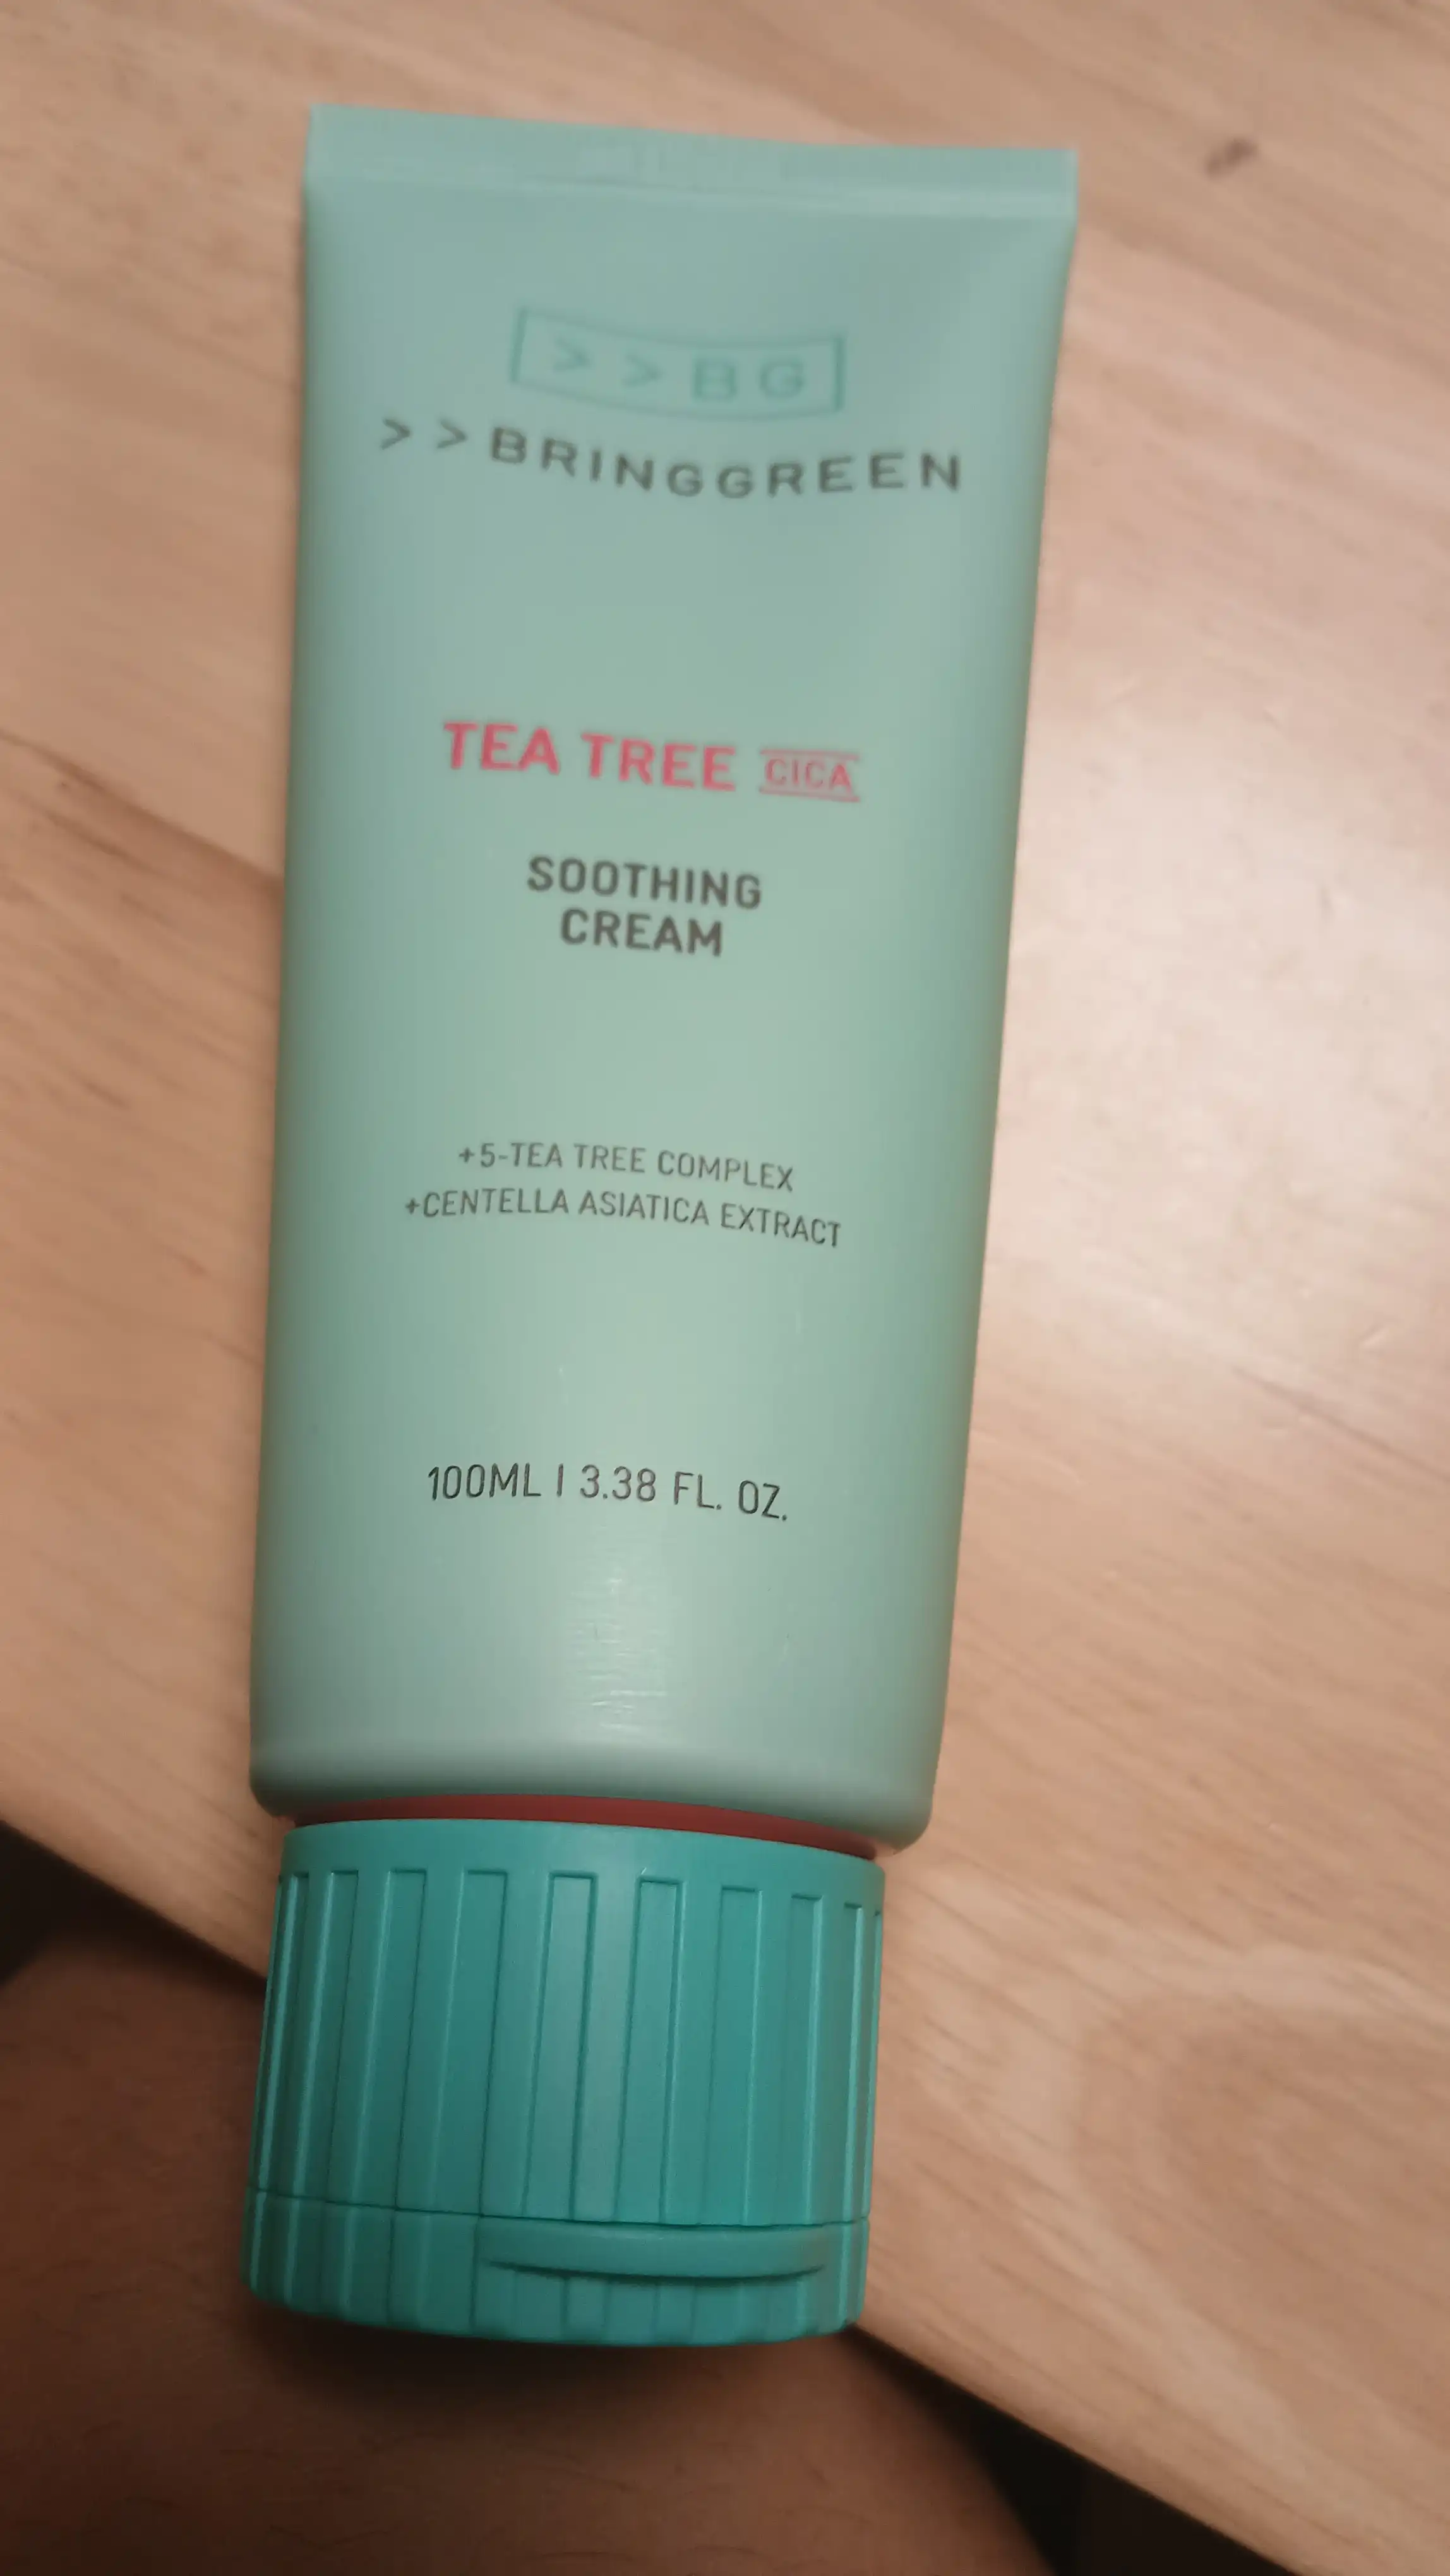 >>BG
>>BRINGGREEN
TEA TREE CICA
SOOTHING
CREAM
+5-TEA TREE COMPLEX
+CENTELLA ASIATICA EXTRACT
100ML | 3.38 FL. OZ.